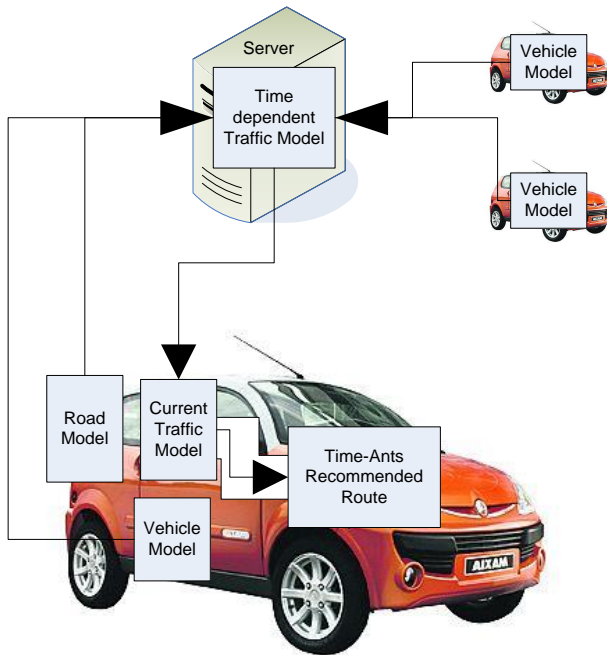 Server
Time
dependent
Traffic Model
Vehicle
Model
Vehicle
Model
Road
Model
Current
Traffic
Model
Time-Ants
Recommended
Route
Vehicle
Model
AIXAM